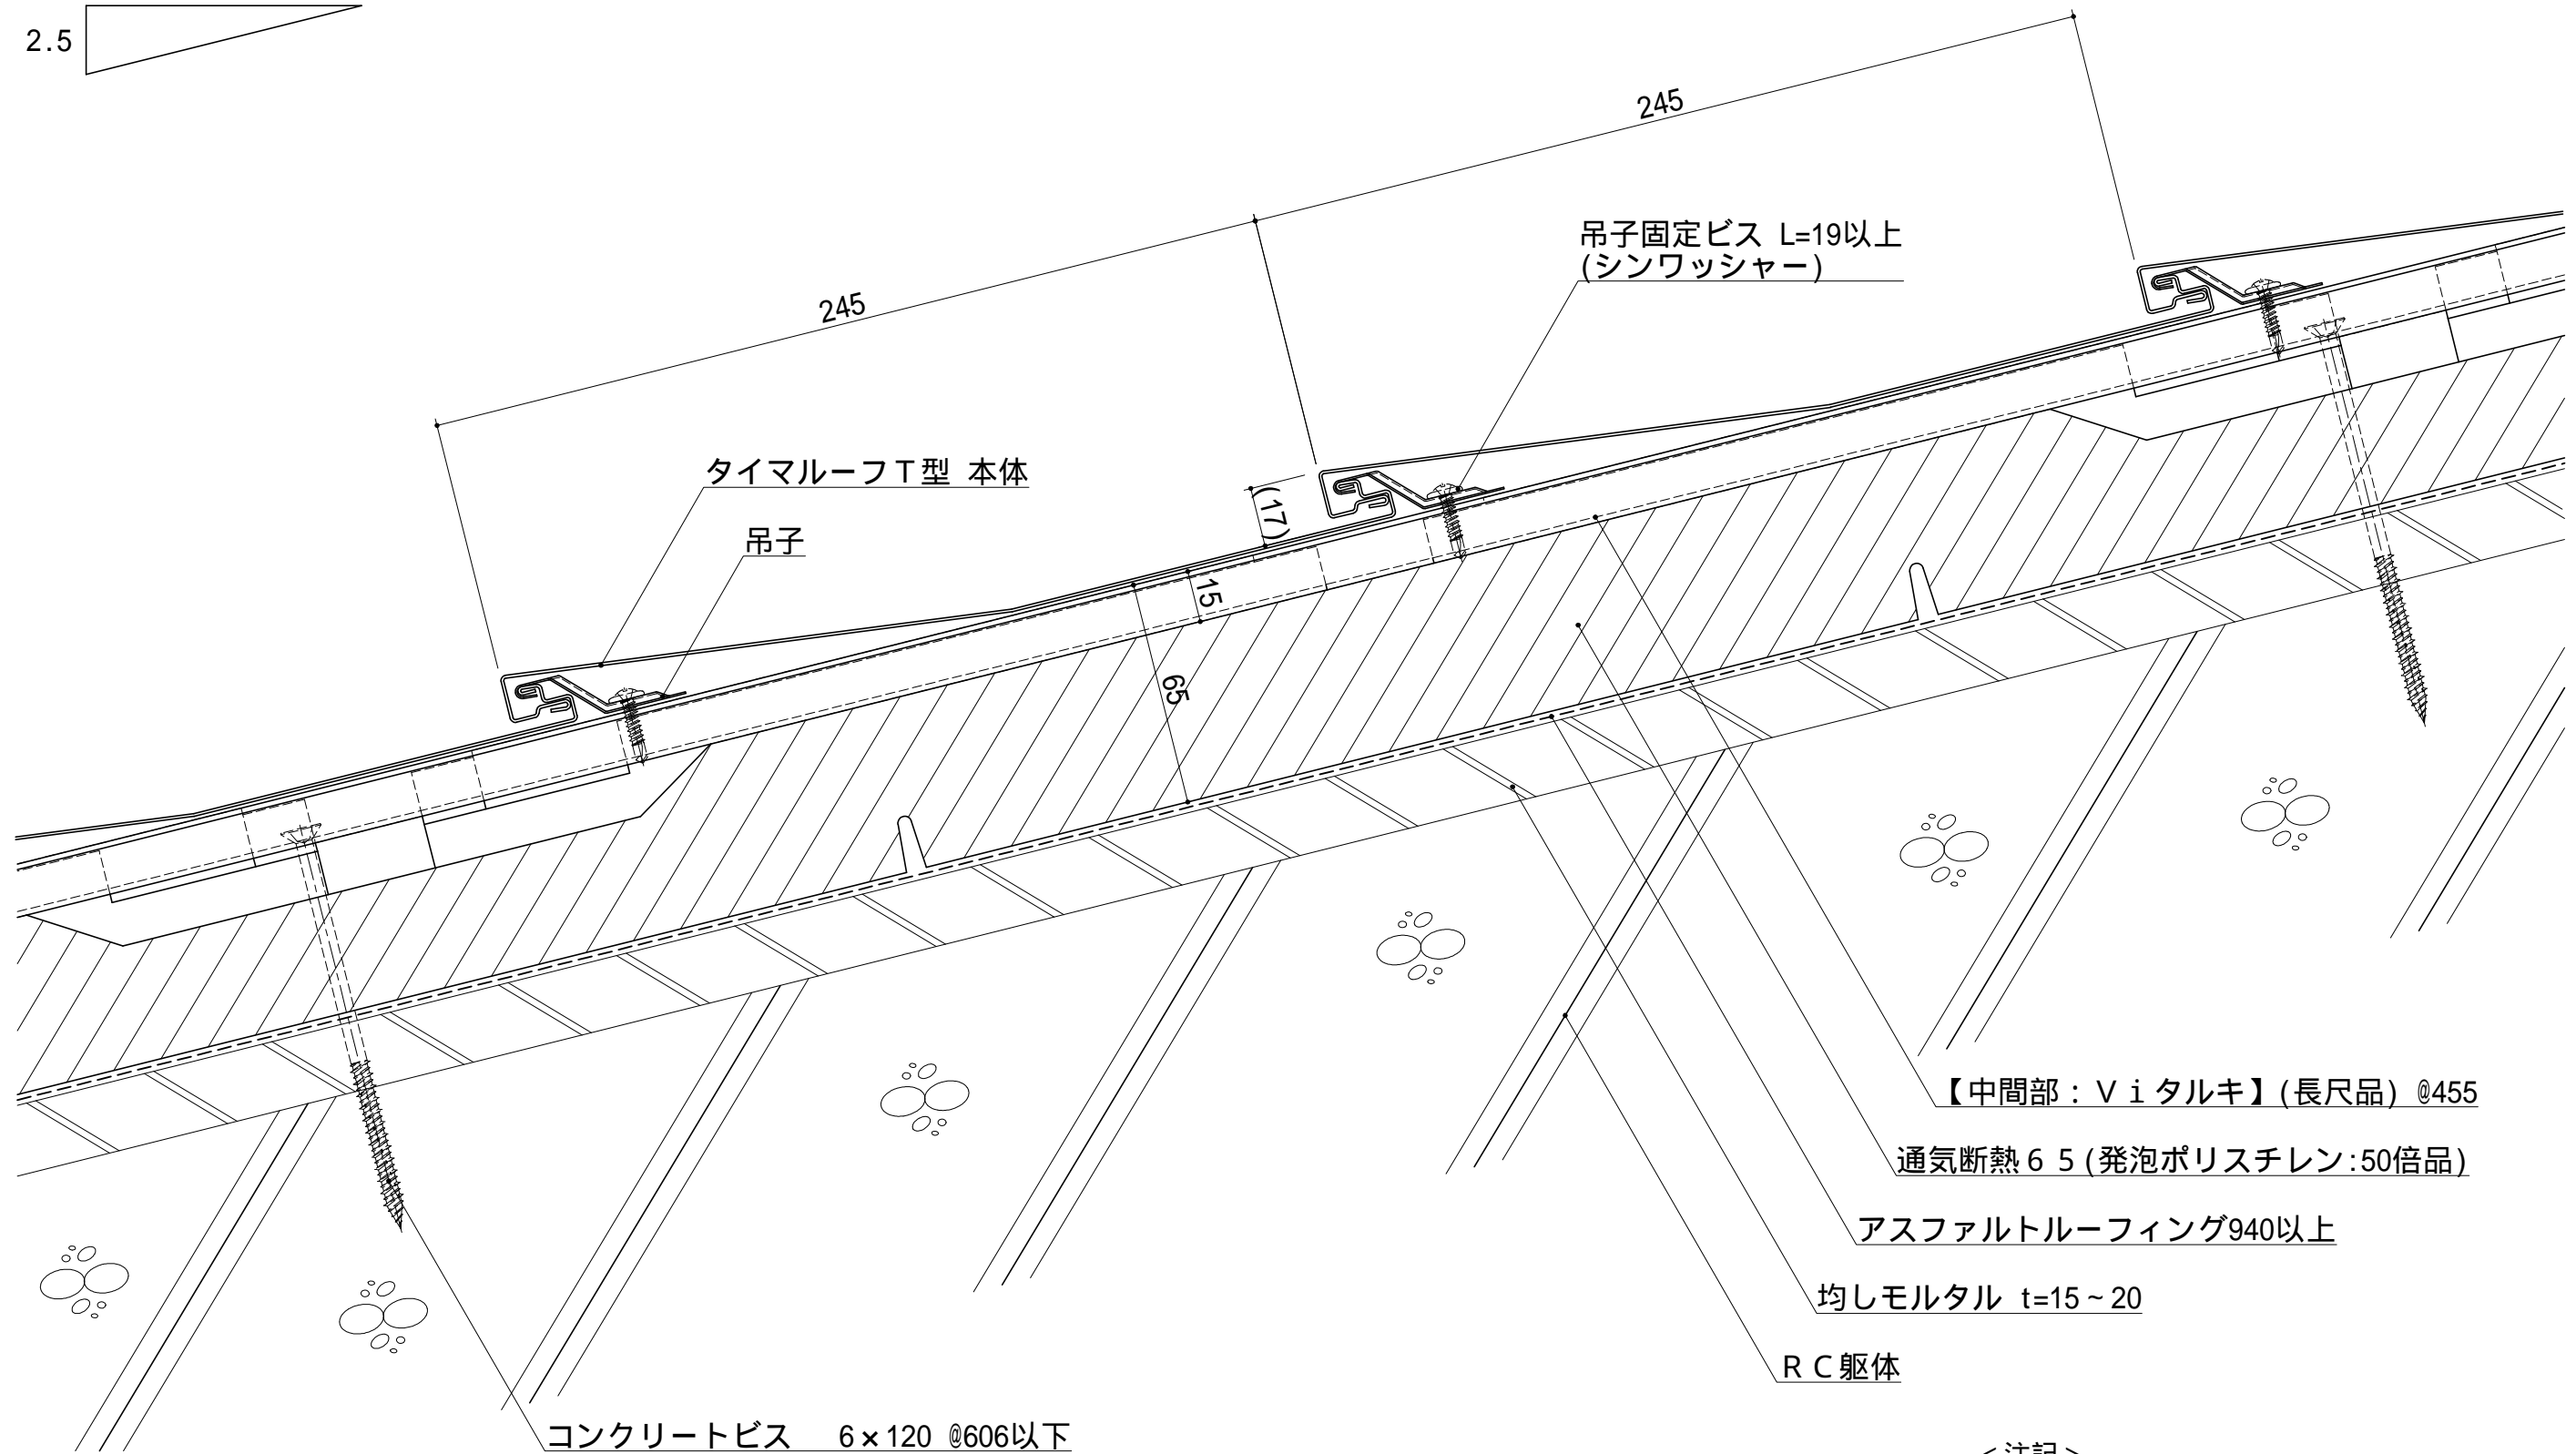 2.5
245
245
吊子固定ビス L=19以上
(シンワッシャー)
タイマルーフT型 本体
吊子
(17)
15
65
【中間部：Ｖｉタルキ】(長尺品) @455
通気断熱６５(発泡ポリスチレン:50倍品)
アスファルトルーフィング940以上
均しモルタル t=15～20
ＲＣ躯体
コンクリートビス 6×120 @606以下
＜注記＞